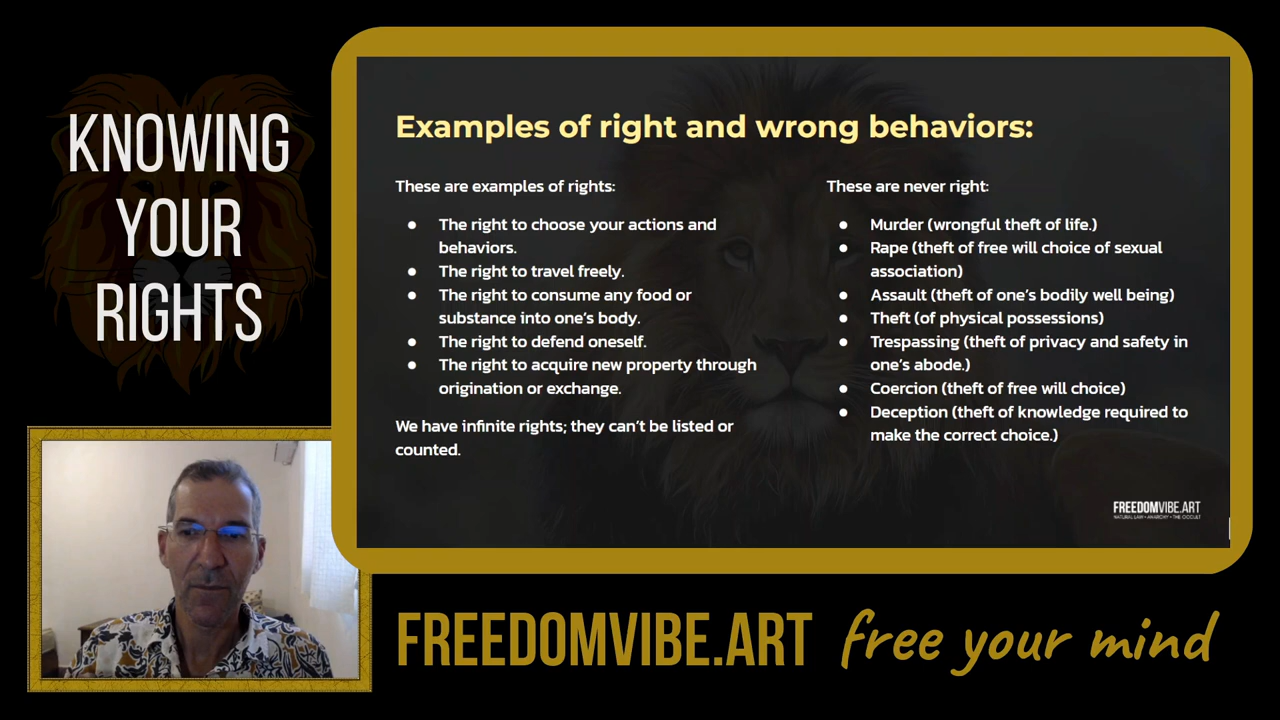 KNOWING
YOUR
RIGHTS
Examples of right and wrong behaviors:
These are examples of rights:
● The right to choose your actions and
behaviors.
● The right to travel freely.
● The right to consume any food or
substance into one’s body.
● The right to defend oneself.
● The right to acquire new property through
origination or exchange.
We have infinite rights; they can’t be listed or
counted.
These are never right:
● Murder (wrongful theft of life.)
● Rape (theft of free will choice of sexual
association)
● Assault (theft of one’s bodily well being)
● Theft (of physical possessions)
● Trespassing (theft of privacy and safety in
one’s abode.)
● Coercion (theft of free will choice)
● Deception (theft of knowledge required to
make the correct choice.)
FREEDOMVIBE.ART
NATURAL LAW • ANARCHY • THE OCCULT
FREEDOMVIBE.ART free your mind